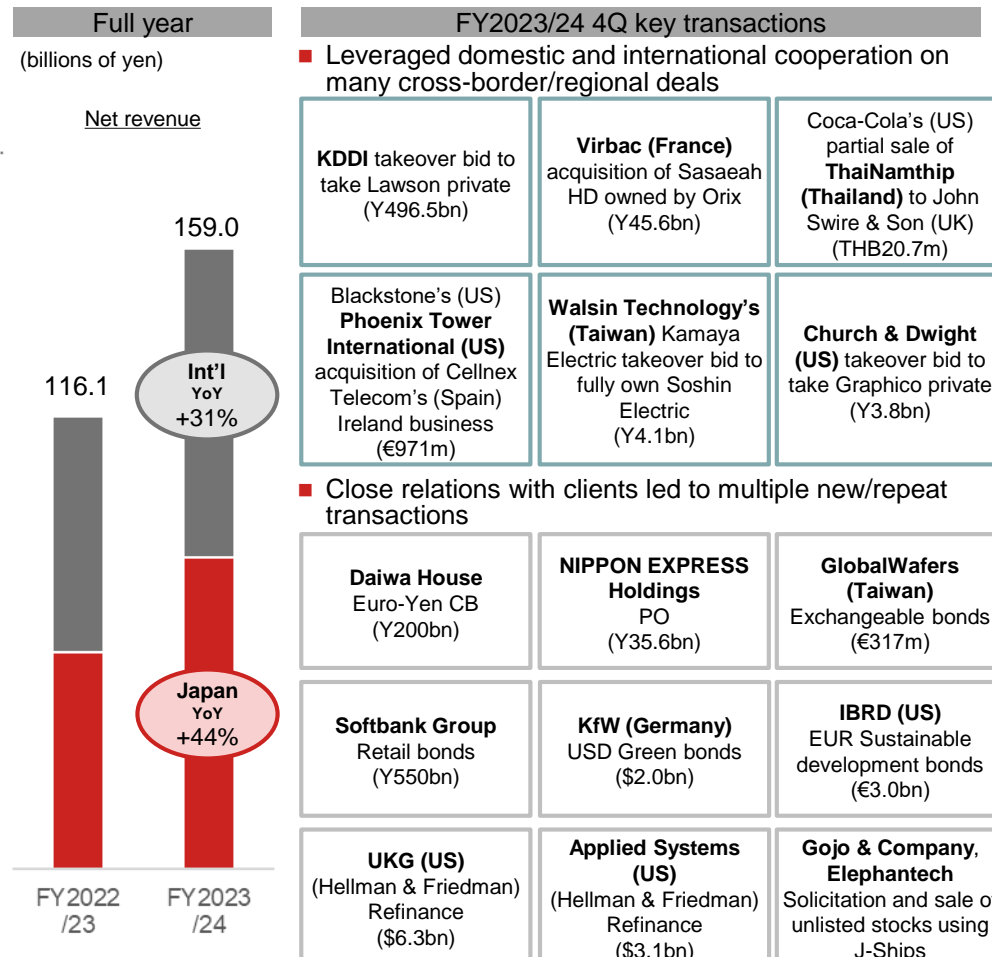 Full year
(billions of yen)
Net revenue
116.1
159.0
Int'l
YoY
+31%
Japan
YoY
+44%
FY2022
/23
FY2023
/24
FY2023/24 4Q key transactions
■ Leveraged domestic and international cooperation on
many cross-border/regional deals
KDDI takeover bid to
take Lawson private
(Y496.5bn)
Virbac (France)
acquisition of Sasaeah
HD owned by Orix
(Y45.6bn)
Coca-Cola's (US)
partial sale of
ThaiNamthip
(Thailand) to John
Swire & Son (UK)
(THB20.7m)
Blackstone's (US)
Phoenix Tower
International (US)
acquisition of Cellnex
Telecom's (Spain)
Ireland business
(€971m)
Walsin Technology's
(Taiwan) Kamaya
Electric takeover bid to
fully own Soshin
Electric
(Y4.1bn)
Church & Dwight
(US) takeover bid to
take Graphico private
(Y3.8bn)
■ Close relations with clients led to multiple new/repeat
transactions
Daiwa House
Euro-Yen CB
(Y200bn)
NIPPON EXPRESS
Holdings
PO
(Y35.6bn)
GlobalWafers
(Taiwan)
Exchangeable bonds
(€317m)
Softbank Group
Retail bonds
(Y550bn)
KfW (Germany)
USD Green bonds
($2.0bn)
IBRD (US)
EUR Sustainable
development bonds
(€3.0bn)
UKG (US)
(Hellman & Friedman)
Refinance
($6.3bn)
Applied Systems
(US)
(Hellman & Friedman)
Refinance
($3.1bn)
Gojo & Company,
Elephantech
Solicitation and sale of
unlisted stocks using
J-Ships